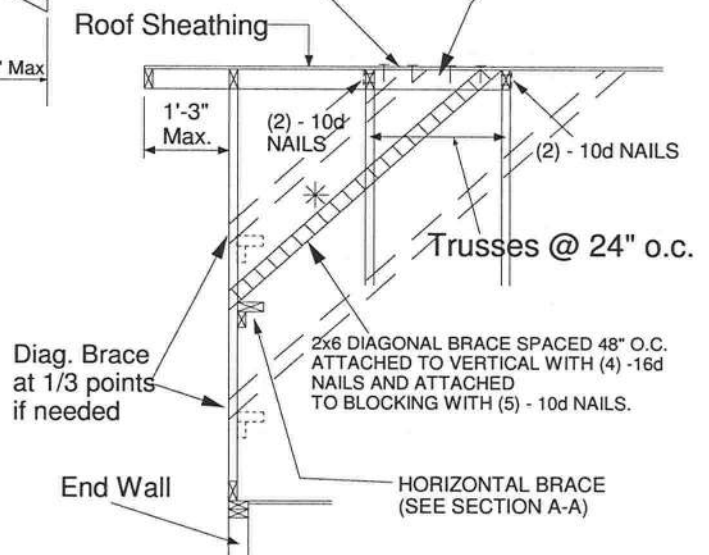 Roof Sheathing
' Max
1'-3"
Max.
(2) - 10d
NAILS
(2) - 10d NAILS
Trusses @ 24" o.c.
Diag. Brace
at 1/3 points
if needed
2x6 DIAGONAL BRACE SPACED 48" O.C.
ATTACHED TO VERTICAL WITH (4) -16d
NAILS AND ATTACHED
TO BLOCKING WITH (5) - 10d NAILS.
End Wall
HORIZONTAL BRACE
(SEE SECTION A-A)